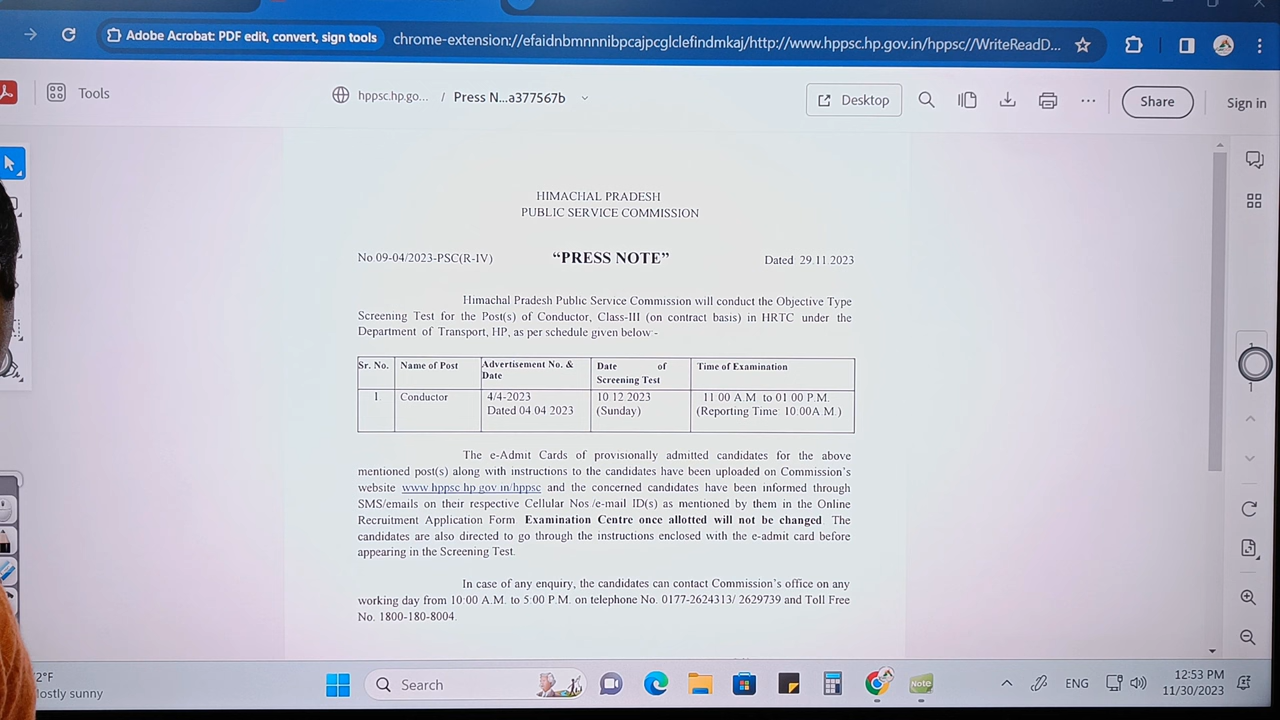 Adobe Acrobat: PDF edit, convert, sign tools chrome-extension://efaidnbmnnnibpcajpcglclefindmkaj/http://www.hppsc.hp.gov.in/hppsc//WriteReadD...
Tools hppsc.hp.go... / Press N...a377567b Desktop Share Sign in
HIMACHAL PRADESH
PUBLIC SERVICE COMMISSION
No 09-04/2023-PSC(R-IV) “PRESS NOTE” Dated 29.11 2023
Himachal Pradesh Public Service Commission will conduct the Objective Type
Screening Test for the Post(s) of Conductor, Class-III (on contract basis) in HRTC under the
Department of Transport, HP, as per schedule given below:-
Sr. No. Name of Post Advertisement No. & Date Date of Screening Test Time of Examination
1 Conductor 4/4-2023 10.12.2023 11.00 A.M. to 01.00 P.M.
Dated 04.04.2023 (Sunday) (Reporting Time 10.00A.M.)
The e-Admit Cards of provisionally admitted candidates for the above
mentioned post(s) along with instructions to the candidates have been uploaded on Commission’s
website www.hppsc.hp.gov.in/hppsc and the concerned candidates have been informed through
SMS/emails on their respective Cellular Nos./e-mail ID(s) as mentioned by them in the Online
Recruitment Application Form Examination Centre once allotted will not be changed The
candidates are also directed to go through the instructions enclosed with the e-admit card before
appearing in the Screening Test.
In case of any enquiry, the candidates can contact Commission’s office on any
working day from 10:00 A.M. to 5:00 P.M. on telephone No. 0177-2624313/ 2629739 and Toll Free
No. 1800-180-8004.
1
1
2°F
Mostly sunny
Search
Note
ENG
12:53 PM
11/30/2023